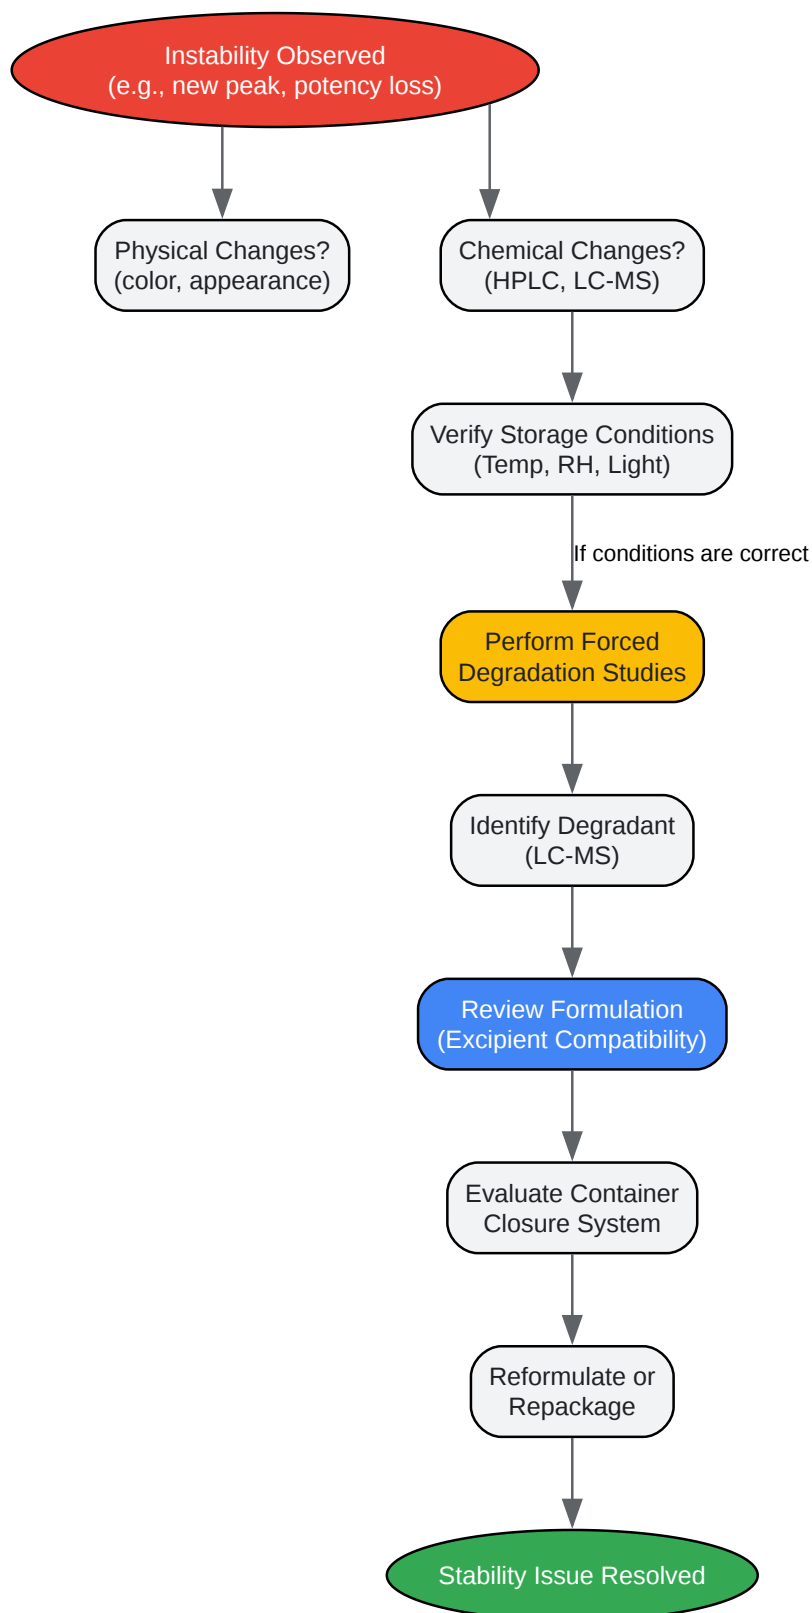 Instability Observed
(e.g., new peak, potency loss)
Physical Changes?
(color, appearance)
Chemical Changes?
(HPLC, LC-MS)
Verify Storage Conditions
(Temp, RH, Light)
If conditions are correct
Perform Forced
Degradation Studies
Identify Degradant
(LC-MS)
Review Formulation
(Excipient Compatibility)
Evaluate Container
Closure System
Reformulate or
Repackage
Stability Issue Resolved